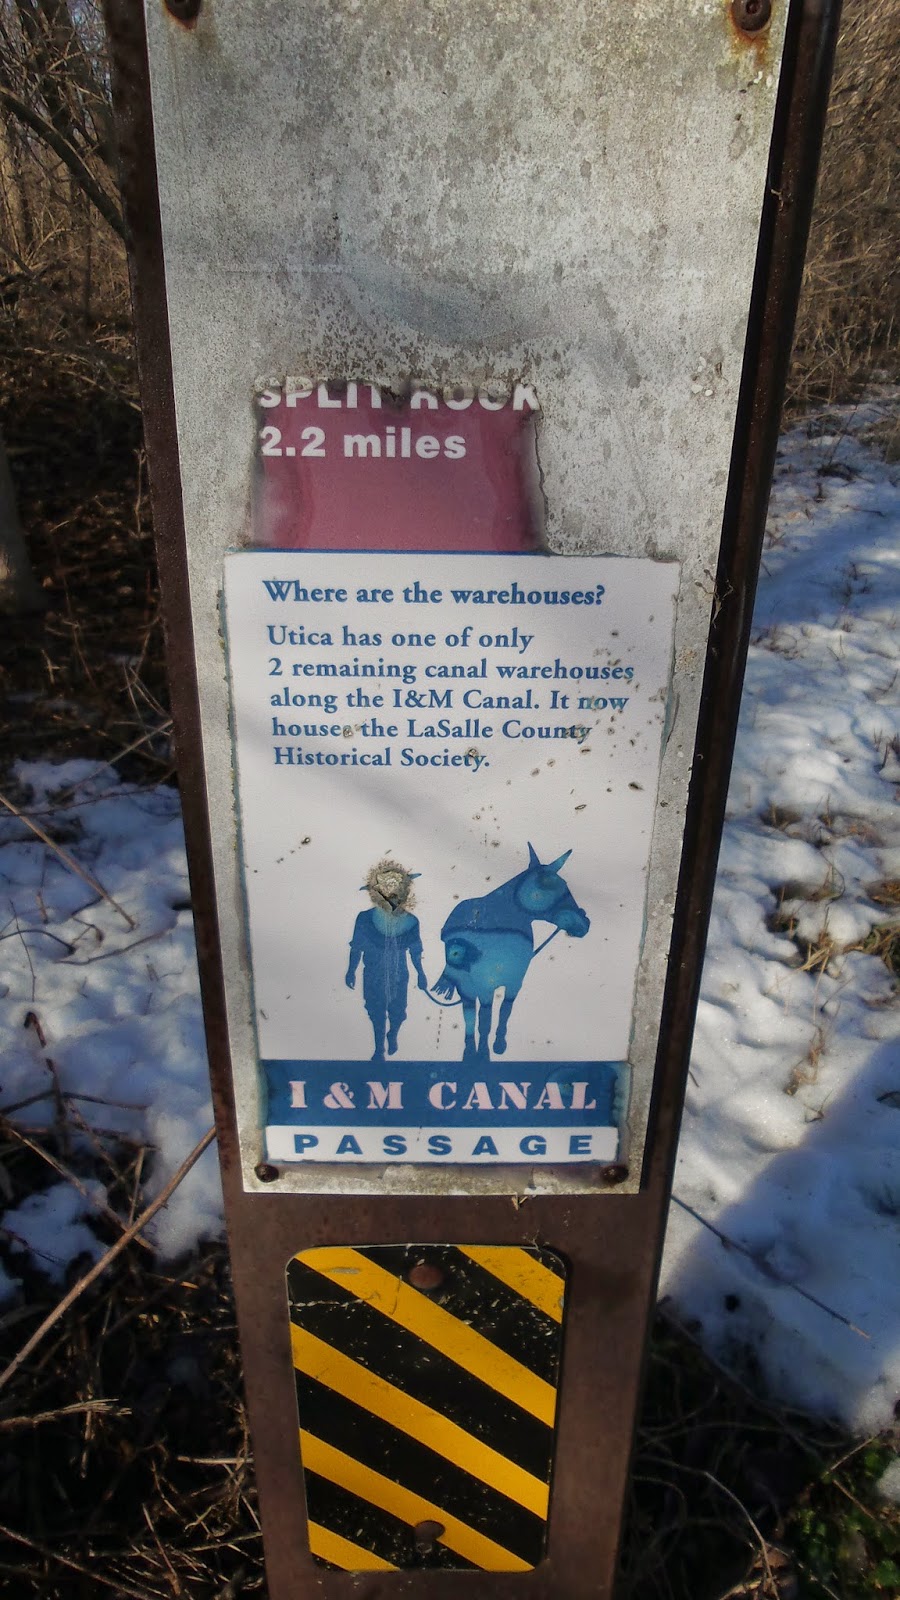 SPLIT ROCK
2.2 miles
Where are the warehouses?
Utica has one of only
2 remaining canal warehouses
along the I&M Canal. It now
houses the LaSalle County
Historical Society.
I & M CANAL
PASSAGE